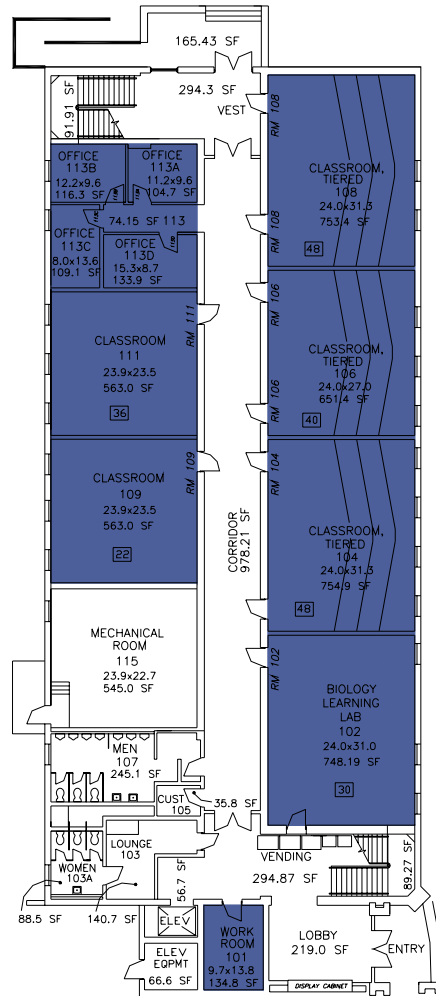 165.43 SF
294.3 SF
VEST
91.91 SF
RM 108
CLASSROOM,
TIERED
108
24.0x31.3
753.4 SF
RM 108
48
OFFICE
113B
12.2x9.6
116.3 SF
OFFICE
113A
11.2x9.6
104.7 SF
74.15 SF 113
OFFICE
113C
8.0x13.6
109.1 SF
OFFICE
113D
15.3x8.7
133.9 SF
RM 111
CLASSROOM
111
23.9x23.5
563.0 SF
36
RM 106
CLASSROOM,
TIERED
106
24.0x27.0
651.4 SF
RM 106
40
RM 109
CLASSROOM
109
23.9x23.5
563.0 SF
22
CORRIDOR
978.21 SF
RM 104
CLASSROOM,
TIERED
104
24.0x31.3
754.9 SF
48
MECHANICAL
ROOM
115
23.9x22.7
545.0 SF
RM 102
BIOLOGY
LEARNING
LAB
102
24.0x31.0
748.19 SF
30
MEN
107
245.1 SF
CUST
105
35.8 SF
LOUNGE
103
WOMEN
103A
56.7 SF
VENDING
294.87 SF
89.27 SF
88.5 SF
140.7 SF
ELEV
ELEV
EQPMT
66.6 SF
WORK
ROOM
101
9.7x13.8
134.8 SF
LOBBY
219.0 SF
ENTRY
DISPLAY CABINET